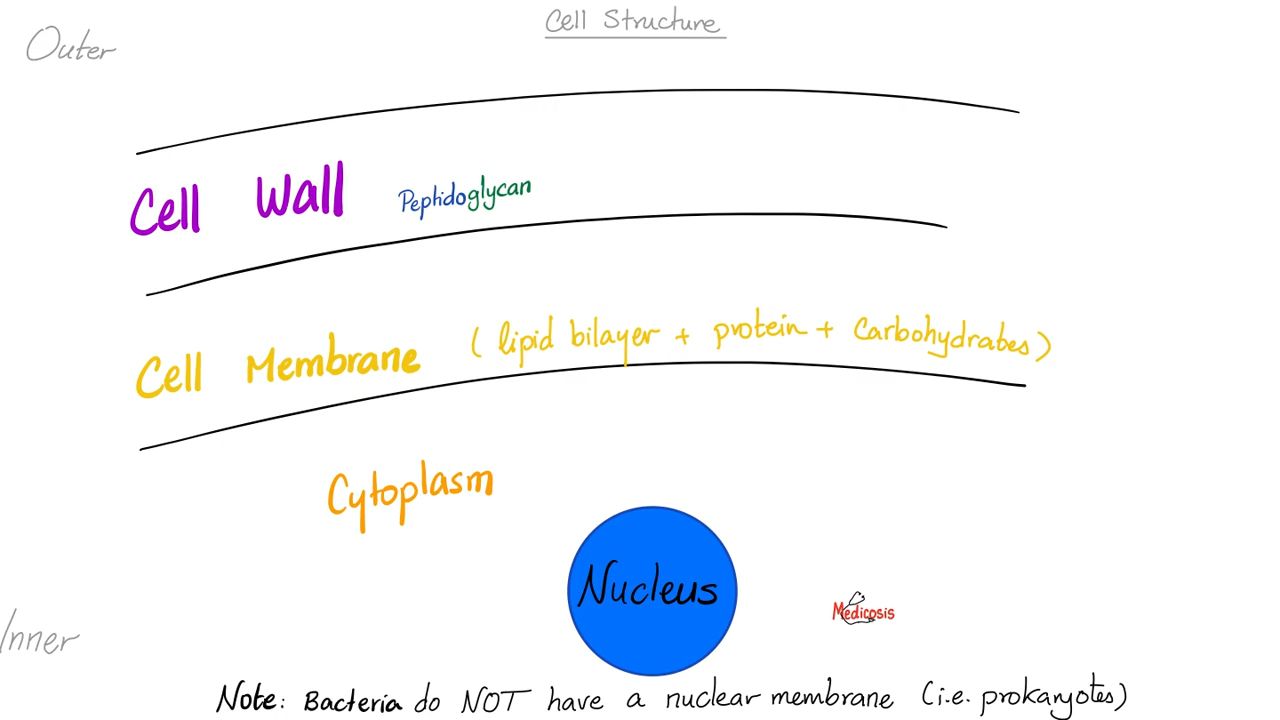 Cell Structure
Outer
Cell Wall Peptidoglycan
Cell Membrane (lipid bilayer + protein + Carbohydrates)
Cytoplasm
Nucleus
Medicosis
Inner
Note: Bacteria do NOT have a nuclear membrane (i.e. prokaryotes)